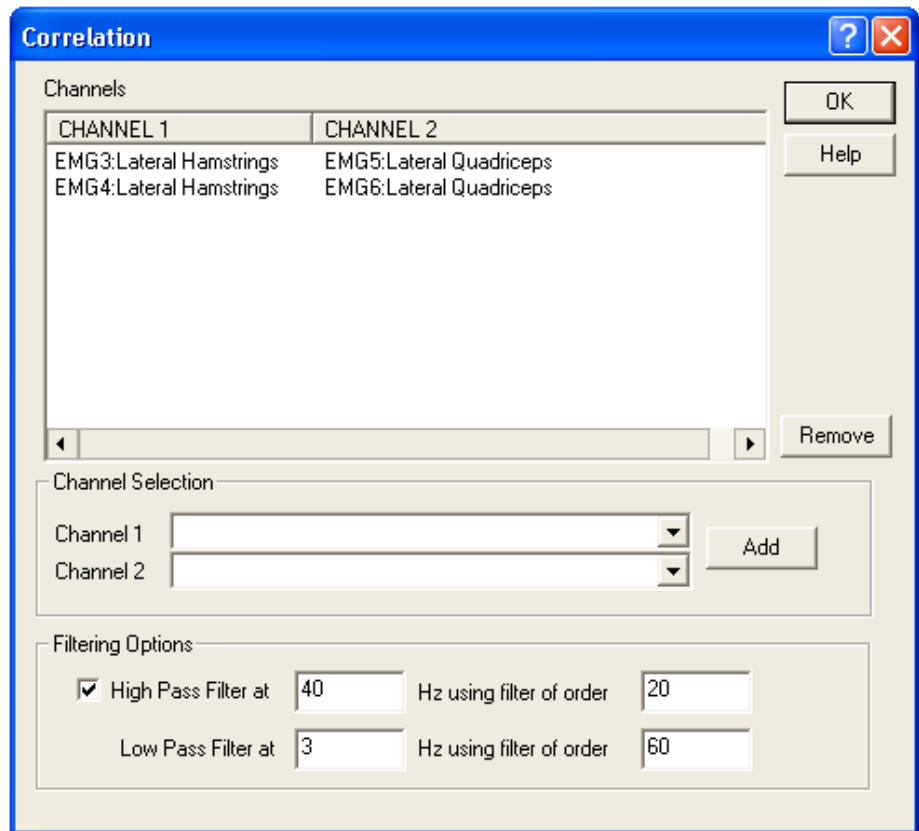 Correlation
Channels
OK
CHANNEL 1 CHANNEL 2
Help
EMG3:Lateral Hamstrings EMG5:Lateral Quadriceps
EMG4:Lateral Hamstrings EMG6:Lateral Quadriceps
Remove
Channel Selection
Channel 1
Add
Channel 2
Filtering Options
High Pass Filter at 40 Hz using filter of order 20
Low Pass Filter at 3 Hz using filter of order 60